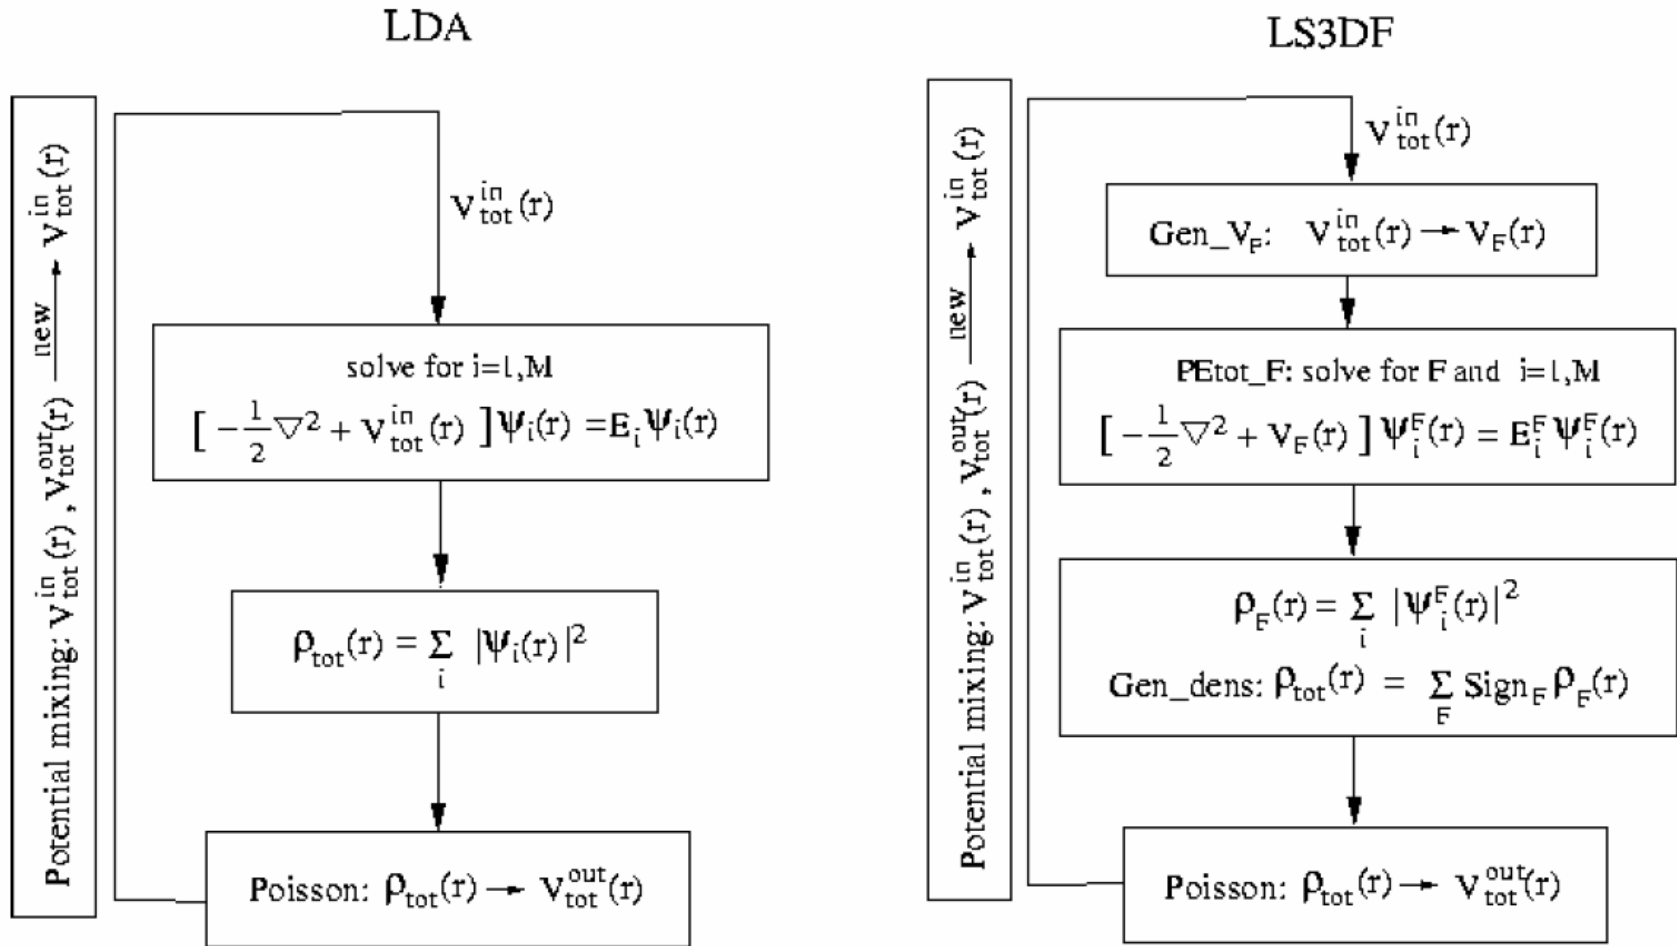 LDA
Potential mixing: V_tot^in(r), V_tot^out(r) —new→ V_tot^in(r)
V_tot^in(r)
solve for i=1,M
[ -1/2 ▽² + V_tot^in(r) ] Ψ_i(r) = E_i Ψ_i(r)
ρ_tot(r) = Σ_i |Ψ_i(r)|²
Poisson: ρ_tot(r) → V_tot^out(r)
LS3DF
Potential mixing: V_tot^in(r), V_tot^out(r) —new→ V_tot^in(r)
V_tot^in(r)
Gen_V_F: V_tot^in(r) → V_F(r)
PEtot_F: solve for F and i=1,M
[ -1/2 ▽² + V_F(r) ] Ψ_i^F(r) = E_i^F Ψ_i^F(r)
ρ_F(r) = Σ_i |Ψ_i^F(r)|²
Gen_dens: ρ_tot(r) = Σ_F Sign_F ρ_F(r)
Poisson: ρ_tot(r) → V_tot^out(r)